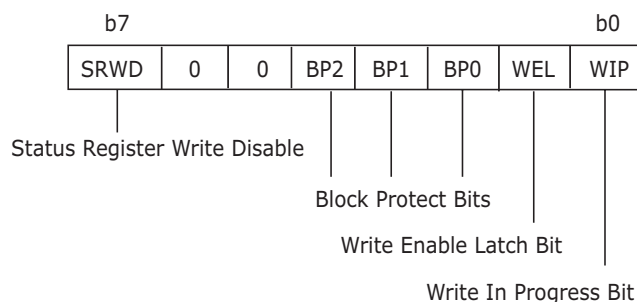 b7 b0
SRWD 0 0 BP2 BP1 BP0 WEL WIP
Status Register Write Disable
Block Protect Bits
Write Enable Latch Bit
Write In Progress Bit